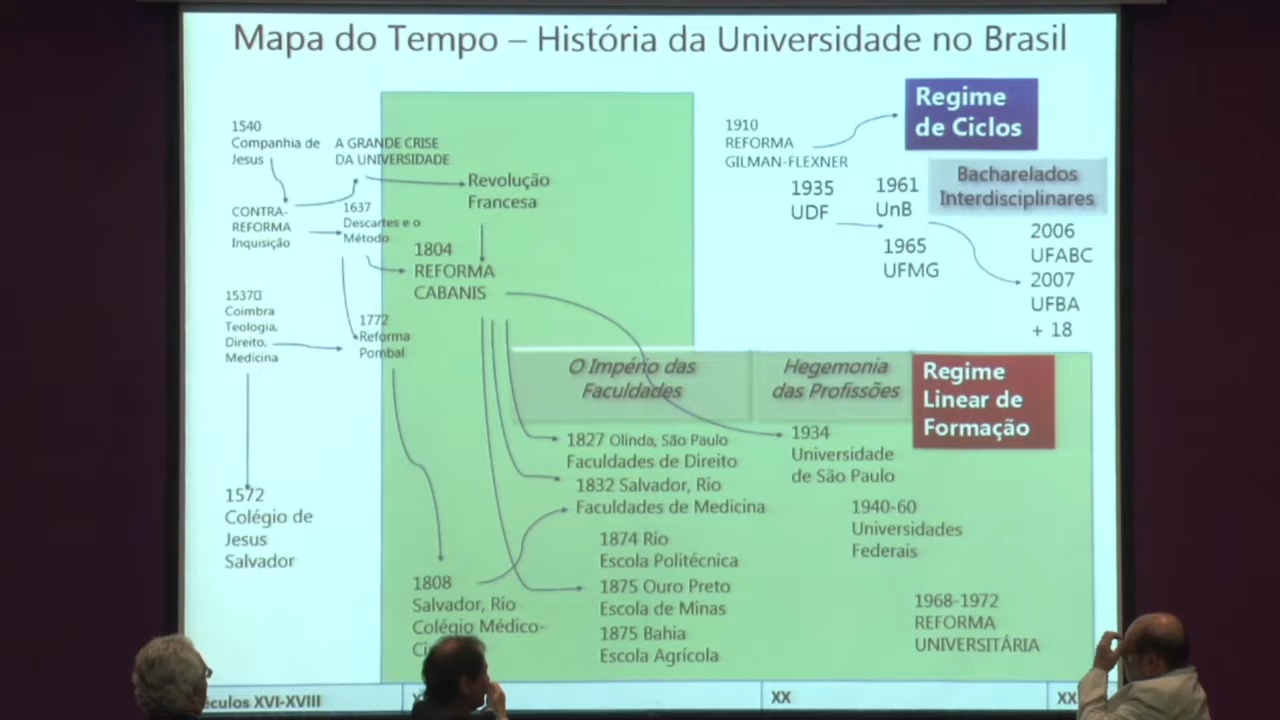 Mapa do Tempo – História da Universidade no Brasil
1540
Companhia de
Jesus
A GRANDE CRISE
DA UNIVERSIDADE
Revolução
Francesa
CONTRA-
REFORMA
Inquisição
1637
Descartes e o
Método
1804
REFORMA
CABANIS
1537
Coimbra
Teologia,
Direito,
Medicina
1772
Reforma
Pombal
1572
Colégio de
Jesus
Salvador
1808
Salvador, Rio
Colégio Médico-
1910
REFORMA
GILMAN-FLEXNER
Regime
de Ciclos
1935
UDF
1961
UnB
1965
UFMG
Bacharelados
Interdisciplinares
2006
UFABC
2007
UFBA
+ 18
O Império das
Faculdades
Hegemonia
das Profissões
Regime
Linear de
Formação
1827 Olinda, São Paulo
Faculdades de Direito
1832 Salvador, Rio
Faculdades de Medicina
1874 Rio
Escola Politécnica
1875 Ouro Preto
Escola de Minas
1875 Bahia
Escola Agrícola
1934
Universidade
de São Paulo
1940-60
Universidades
Federais
1968-1972
REFORMA
UNIVERSITÁRIA
éculos XVI-XVIII
XX
XX